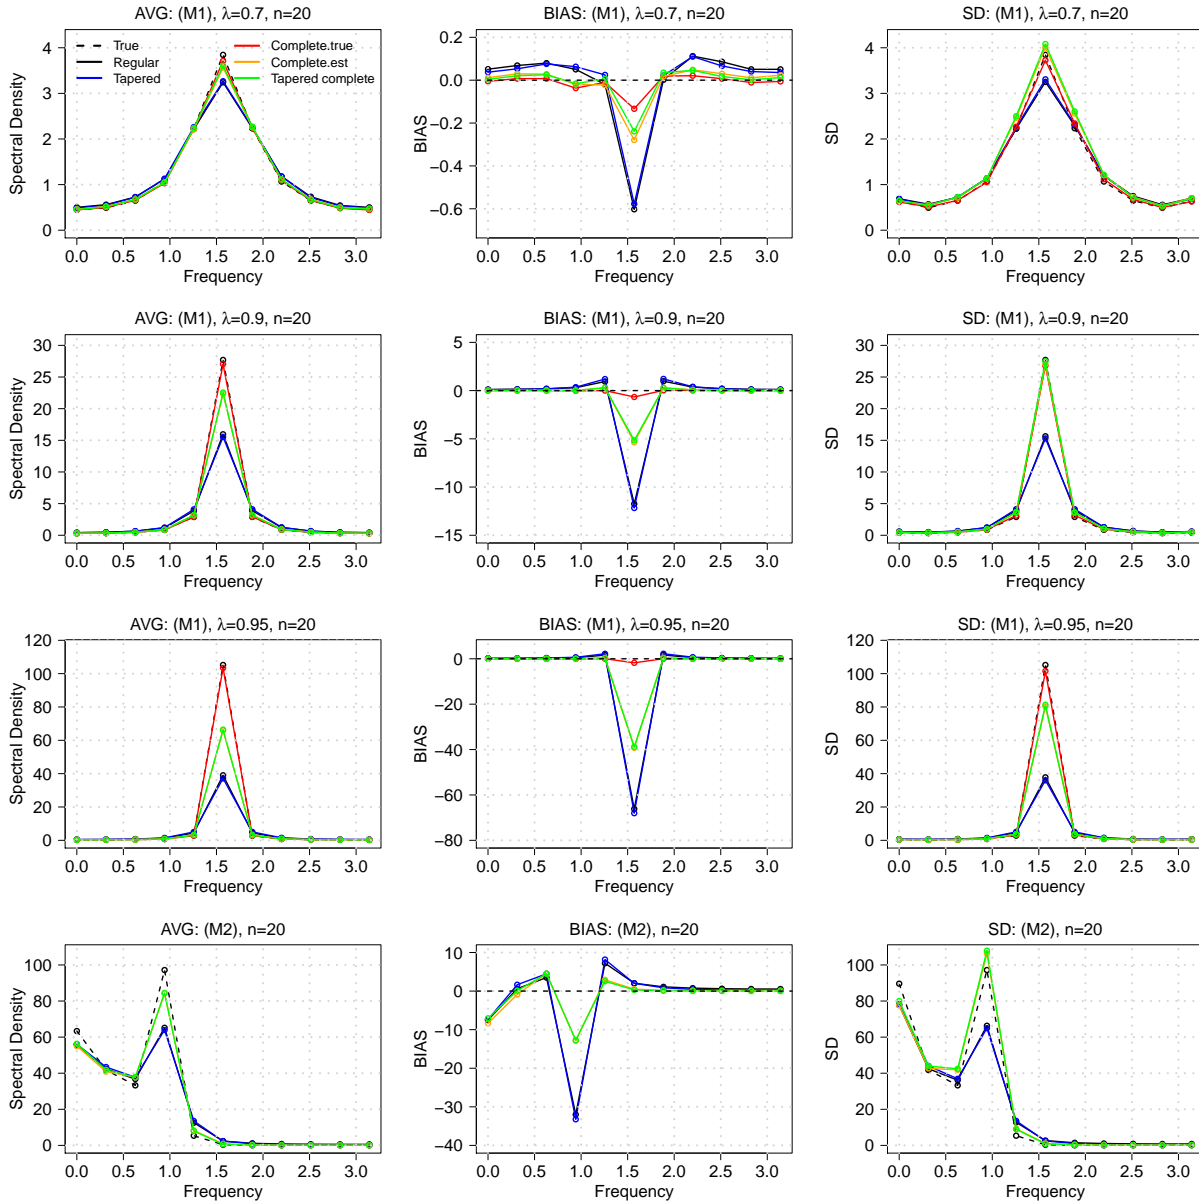 AVG: (M1), λ=0.7, n=20
BIAS: (M1), λ=0.7, n=20
SD: (M1), λ=0.7, n=20
Spectral Density
0
1
2
3
4
True
Regular
Tapered
Complete.true
Complete.est
Tapered complete
0.0 0.5 1.0 1.5 2.0 2.5 3.0
Frequency
BIAS
0.2
0.0
−0.2
−0.4
−0.6
0.0 0.5 1.0 1.5 2.0 2.5 3.0
Frequency
SD
4
3
2
1
0
0.0 0.5 1.0 1.5 2.0 2.5 3.0
Frequency
AVG: (M1), λ=0.9, n=20
BIAS: (M1), λ=0.9, n=20
SD: (M1), λ=0.9, n=20
Spectral Density
30
25
20
15
10
5
0
0.0 0.5 1.0 1.5 2.0 2.5 3.0
Frequency
BIAS
5
0
−5
−10
−15
0.0 0.5 1.0 1.5 2.0 2.5 3.0
Frequency
SD
30
25
20
15
10
5
0
0.0 0.5 1.0 1.5 2.0 2.5 3.0
Frequency
AVG: (M1), λ=0.95, n=20
BIAS: (M1), λ=0.95, n=20
SD: (M1), λ=0.95, n=20
Spectral Density
120
100
80
60
40
20
0
0.0 0.5 1.0 1.5 2.0 2.5 3.0
Frequency
BIAS
0
−20
−40
−60
−80
0.0 0.5 1.0 1.5 2.0 2.5 3.0
Frequency
SD
120
100
80
60
40
20
0
0.0 0.5 1.0 1.5 2.0 2.5 3.0
Frequency
AVG: (M2), n=20
BIAS: (M2), n=20
SD: (M2), n=20
Spectral Density
100
80
60
40
20
0
0.0 0.5 1.0 1.5 2.0 2.5 3.0
Frequency
BIAS
10
0
−10
−20
−30
−40
0.0 0.5 1.0 1.5 2.0 2.5 3.0
Frequency
SD
100
80
60
40
20
0
0.0 0.5 1.0 1.5 2.0 2.5 3.0
Frequency